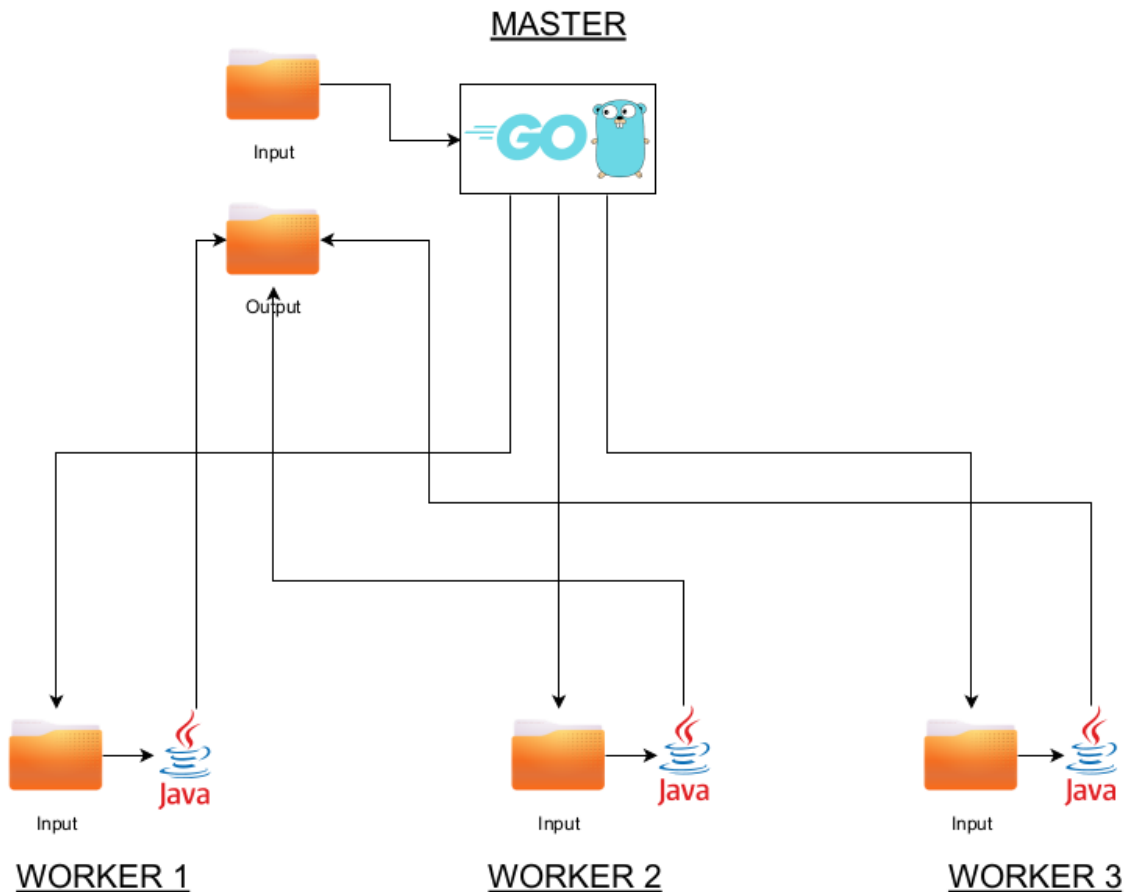 MASTER
GO
Input
Output
Java
Java
Java
Input
Input
Input
WORKER 1
WORKER 2
WORKER 3